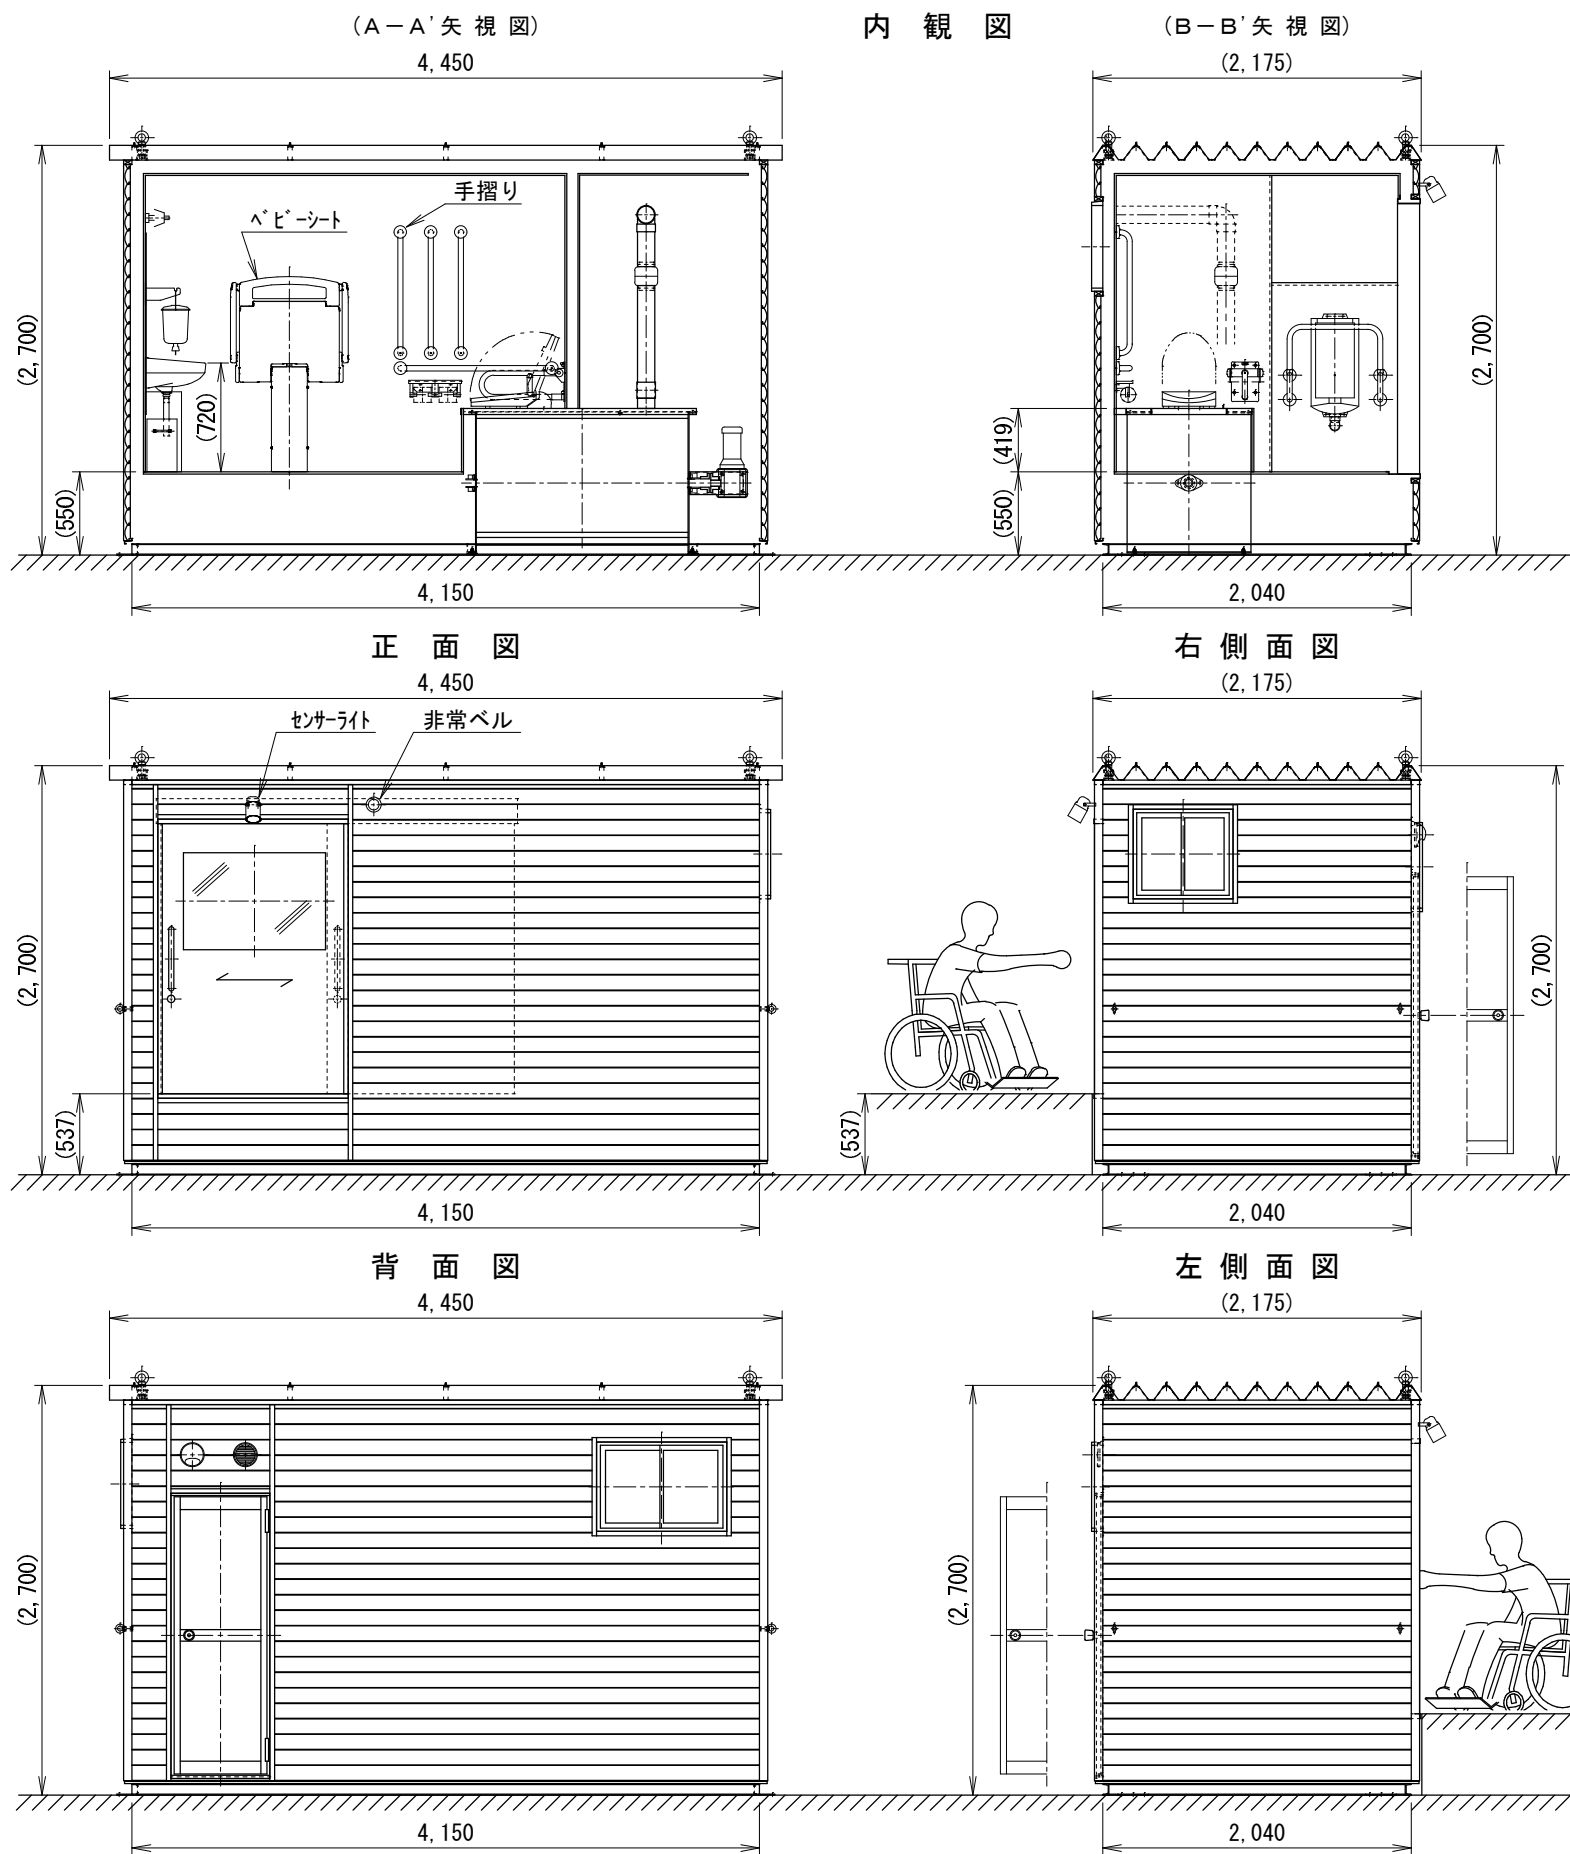 (A-A'矢視図)
内観図
(B-B'矢視図)
4,450
(2,175)
手摺り
ﾍﾞﾋﾞｰｼｰﾄ
(2,700)
(720)
(550)
(2,700)
(419)
(550)
4,150
2,040
正面図
右側面図
4,450
(2,175)
ｾﾝｻｰﾗｲﾄ
非常ベル
(2,700)
(537)
(537)
(2,700)
4,150
2,040
背面図
左側面図
4,450
(2,175)
(2,700)
(2,700)
4,150
2,040